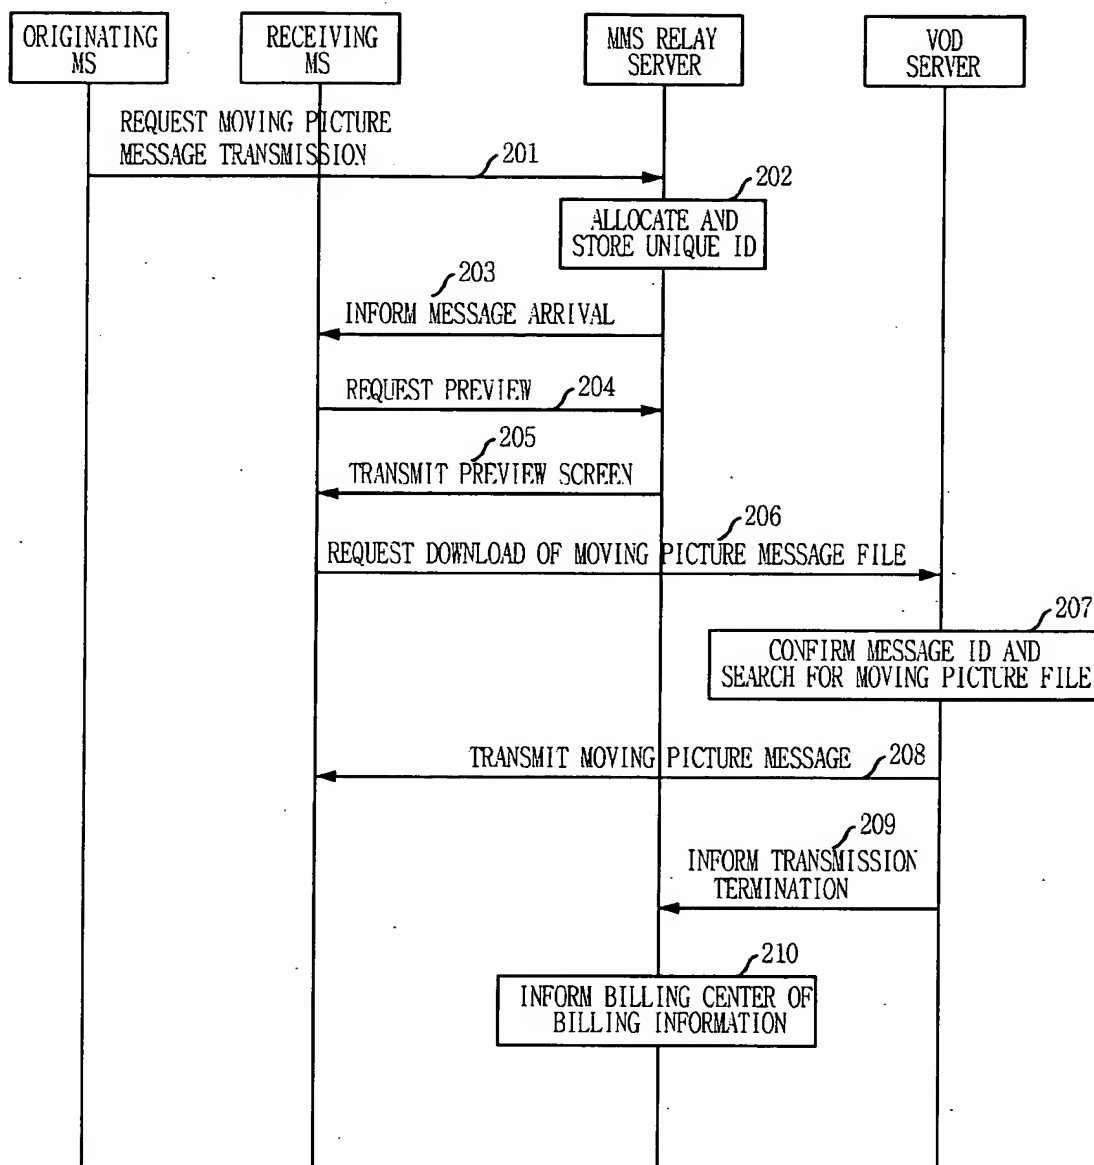 ORIGINATING
MS
RECEIVING
MS
MMS RELAY
SERVER
VOD
SERVER
REQUEST MOVING PICTURE
MESSAGE TRANSMISSION
201
202
ALLOCATE AND
STORE UNIQUE ID
203
INFORM MESSAGE ARRIVAL
REQUEST PREVIEW
204
205
TRANSMIT PREVIEW SCREEN
206
REQUEST DOWNLOAD OF MOVING PICTURE MESSAGE FILE
207
CONFIRM MESSAGE ID AND
SEARCH FOR MOVING PICTURE FILE
TRANSMIT MOVING PICTURE MESSAGE
208
209
INFORM TRANSMISSION
TERMINATION
210
INFORM BILLING CENTER OF
BILLING INFORMATION